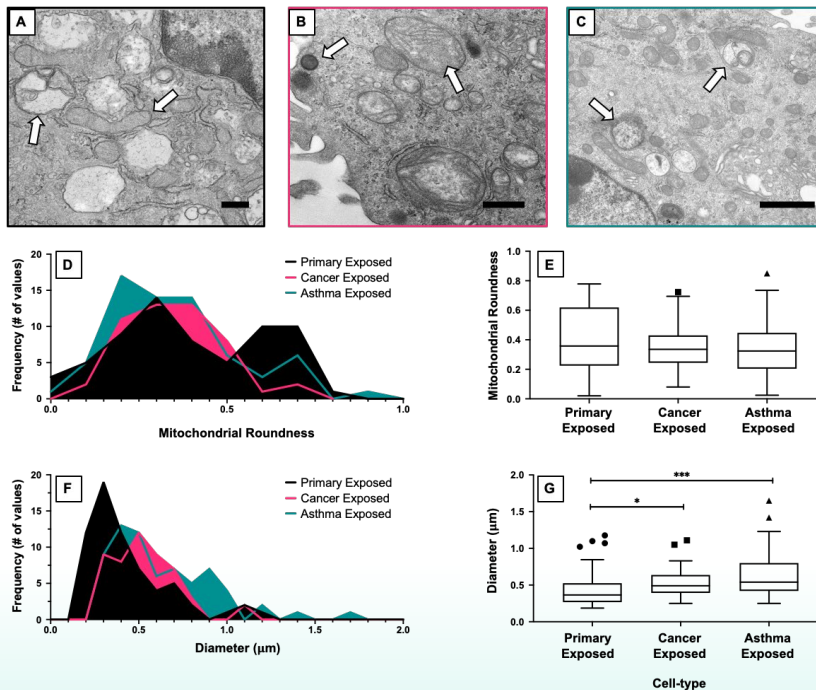 A
B
C
D
Frequency (# of values)
20
15
10
5
0
Primary Exposed
Cancer Exposed
Asthma Exposed
0.0
0.5
1.0
Mitochondrial Roundness
E
Mitochondrial Roundness
1.0
0.8
0.6
0.4
0.2
0.0
Primary Exposed
Cancer Exposed
Asthma Exposed
F
Frequency (# of values)
20
15
10
5
0
Primary Exposed
Cancer Exposed
Asthma Exposed
0.0
0.5
1.0
1.5
2.0
Diameter (μm)
G
Diameter (μm)
2.0
1.5
1.0
0.5
0.0
***
*
Primary Exposed
Cancer Exposed
Asthma Exposed
Cell-type